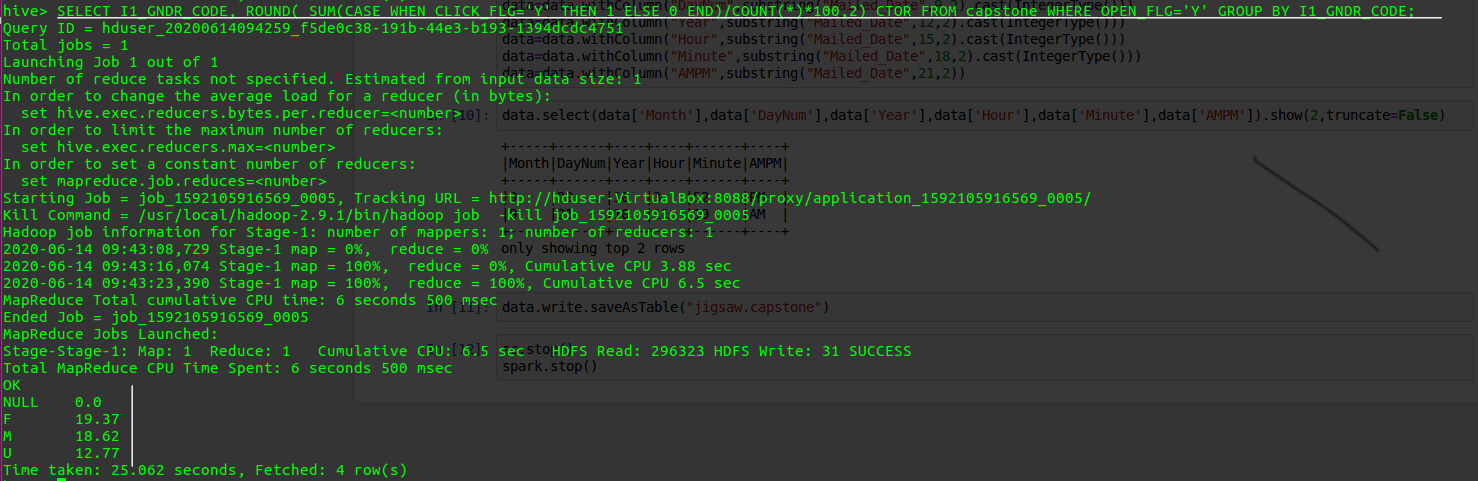 hive> SELECT I1_GNDR_CODE, ROUND( SUM(CASE WHEN CLICK_FLG='Y' THEN 1 ELSE 0 END)/COUNT(*)*100,2) CTOR FROM capstone WHERE OPEN_FLG='Y' GROUP BY I1_GNDR_CODE;
Query ID = hduser_20200614094259_f5de0c38-191b-44e3-b193-1394dcdc4751
Total jobs = 1
Launching Job 1 out of 1
Number of reduce tasks not specified. Estimated from input data size: 1
In order to change the average load for a reducer (in bytes):
  set hive.exec.reducers.bytes.per.reducer=<number>
In order to limit the maximum number of reducers:
  set hive.exec.reducers.max=<number>
In order to set a constant number of reducers:
  set mapreduce.job.reduces=<number>
Starting Job = job_1592105916569_0005, Tracking URL = http://hduser-VirtualBox:8088/proxy/application_1592105916569_0005/
Kill Command = /usr/local/hadoop-2.9.1/bin/hadoop job  -kill job_1592105916569_0005
Hadoop job information for Stage-1: number of mappers: 1; number of reducers: 1
2020-06-14 09:43:08,729 Stage-1 map = 0%,  reduce = 0%
2020-06-14 09:43:16,074 Stage-1 map = 100%,  reduce = 0%, Cumulative CPU 3.88 sec
2020-06-14 09:43:23,390 Stage-1 map = 100%,  reduce = 100%, Cumulative CPU 6.5 sec
MapReduce Total cumulative CPU time: 6 seconds 500 msec
Ended Job = job_1592105916569_0005
MapReduce Jobs Launched:
Stage-Stage-1: Map: 1  Reduce: 1   Cumulative CPU: 6.5 sec   HDFS Read: 296323 HDFS Write: 31 SUCCESS
Total MapReduce CPU Time Spent: 6 seconds 500 msec
OK
NULL    0.0
F       19.37
M       18.62
U       12.77
Time taken: 25.062 seconds, Fetched: 4 row(s)
data=data.withColumn("Hour",substring("Mailed_Date",15,2).cast(IntegerType()))
data=data.withColumn("Minute",substring("Mailed_Date",18,2).cast(IntegerType()))
data=data.withColumn("AMPM",substring("Mailed_Date",21,2))
[10]: data.select(data['Month'],data['DayNum'],data['Year'],data['Hour'],data['Minute'],data['AMPM']).show(2,truncate=False)
+-----+------+----+----+------+----+
|Month|DayNum|Year|Hour|Minute|AMPM|
+-----+------+----+----+------+----+
only showing top 2 rows
In [11]: data.write.saveAsTable("jigsaw.capstone")
spark.stop()